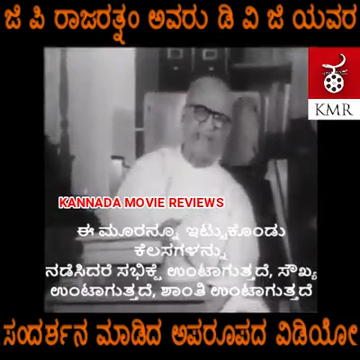 ಜಿ ಪಿ ರಾಜರತ್ನಂ ಅವರು ಡಿ ವಿ ಜಿ ಯವರ
KMR
KANNADA MOVIE REVIEWS
ಈ ಮೂರನ್ನೂ ಇಟ್ಟುಕೊಂಡು
ಕೆಲಸಗಳನ್ನು
ನಡೆಸಿದರೆ ಸಭಿಕ್ಷೆ ಉಂಟಾಗುತ್ತದೆ, ಸೌಖ್ಯ
ಉಂಟಾಗುತ್ತದೆ, ಶಾಂತಿ ಉಂಟಾಗುತ್ತದೆ
ಸಂದರ್ಶನ ಮಾಡಿದ ಅಪರೂಪದ ವಿಡಿಯೋ